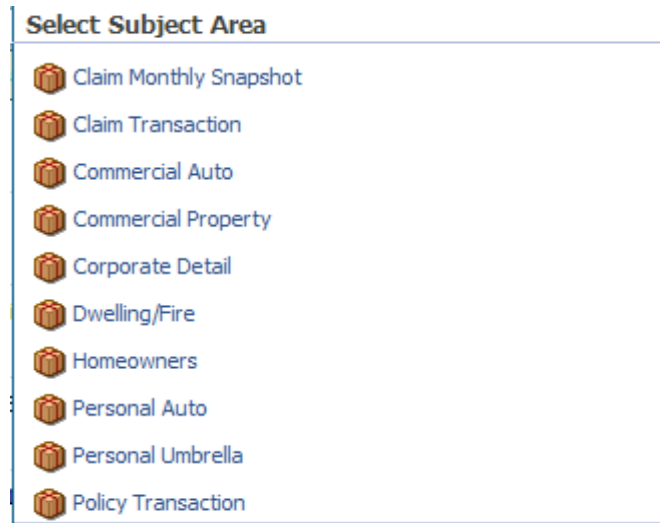 Select Subject Area
Claim Monthly Snapshot
Claim Transaction
Commercial Auto
Commercial Property
Corporate Detail
Dwelling/Fire
Homeowners
Personal Auto
Personal Umbrella
Policy Transaction